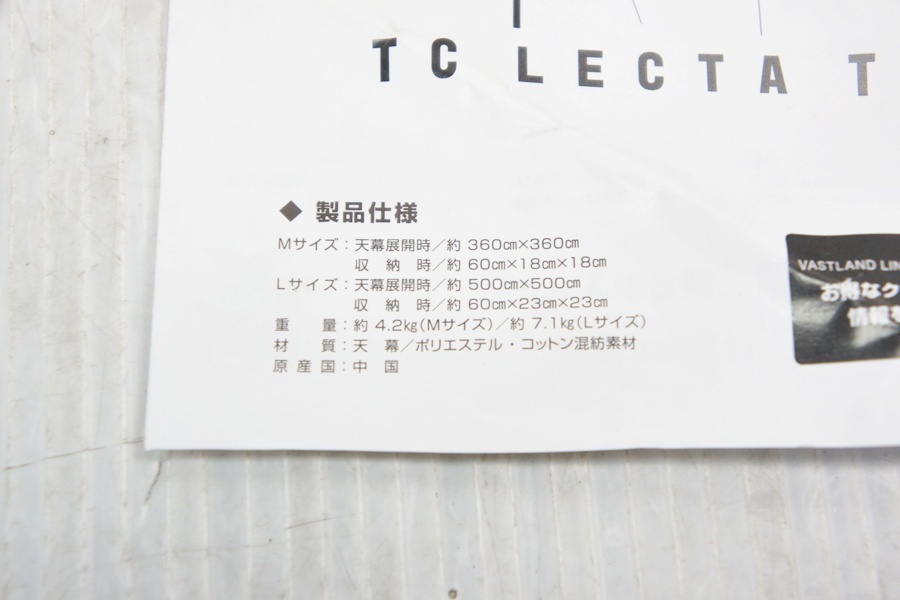 TC LECTA T
◆ 製品仕様
Mサイズ：天幕展開時／約 360㎝×360㎝
収 納 時／約 60㎝×18㎝×18㎝
Lサイズ：天幕展開時／約 500㎝×500㎝
収 納 時／約 60㎝×23㎝×23㎝
重 量：約 4.2㎏(Mサイズ)／約 7.1㎏(Lサイズ)
材 質：天 幕／ポリエステル・コットン混紡素材
原産国：中 国
VASTLAND LIN
お得なク
情報